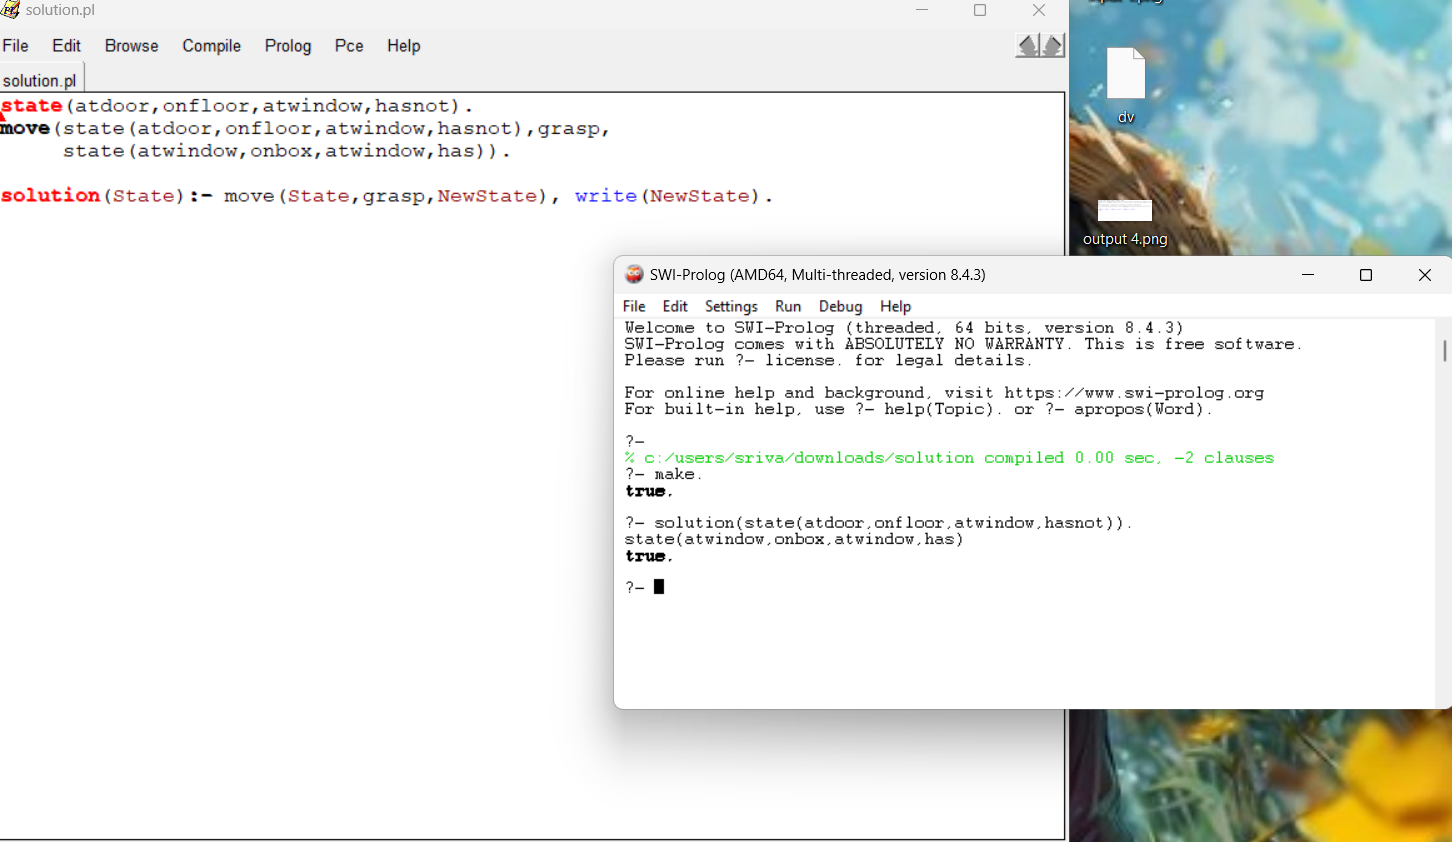 solution.pl
File Edit Browse Compile Prolog Pce Help
solution.pl
state(atdoor,onfloor,atwindow,hasnot).
move(state(atdoor,onfloor,atwindow,hasnot),grasp,
state(atwindow,onbox,atwindow,has)).
solution(State):- move(State,grasp,NewState), write(NewState).
dv
output 4.png
SWI-Prolog (AMD64, Multi-threaded, version 8.4.3)
File Edit Settings Run Debug Help
Welcome to SWI-Prolog (threaded, 64 bits, version 8.4.3)
SWI-Prolog comes with ABSOLUTELY NO WARRANTY. This is free software.
Please run ?- license. for legal details.
For online help and background, visit https://www.swi-prolog.org
For built-in help, use ?- help(Topic). or ?- apropos(Word).
?-
% c:/users/sriva/downloads/solution compiled 0.00 sec, -2 clauses
?- make.
true.
?- solution(state(atdoor,onfloor,atwindow,hasnot)).
state(atwindow,onbox,atwindow,has)
true.
?-